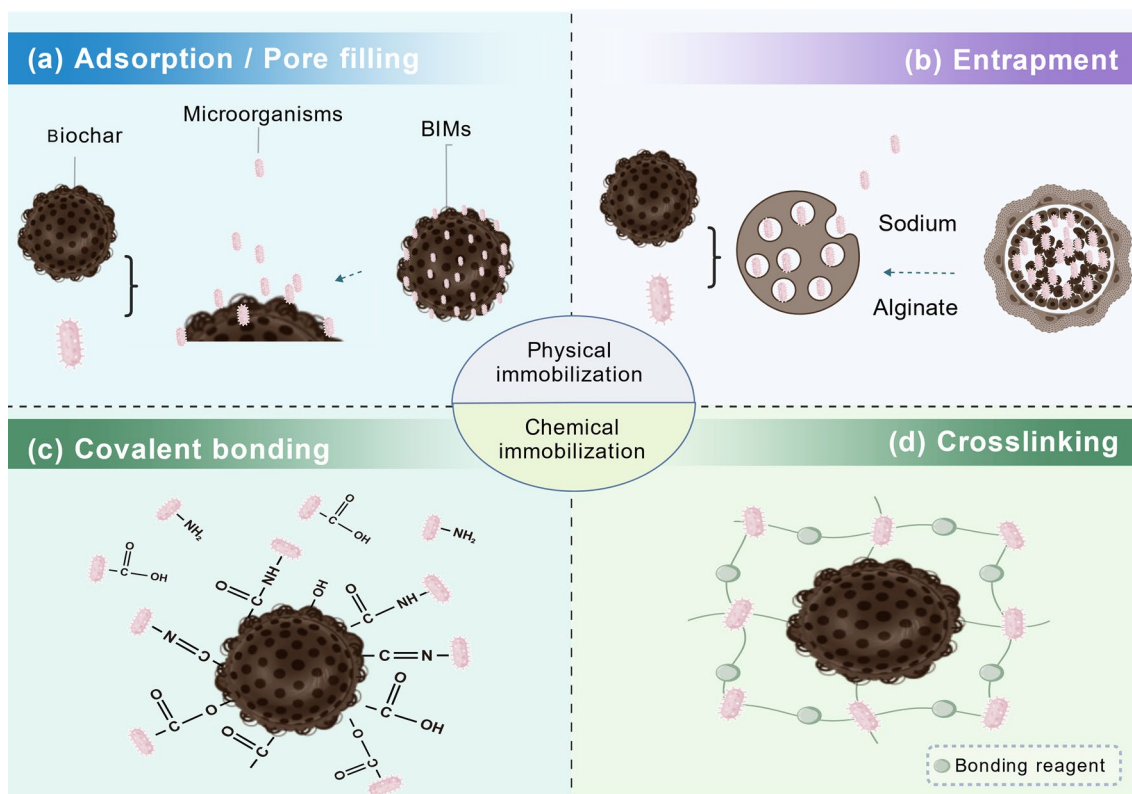 (a) Adsorption / Pore filling
Biochar
Microorganisms
BIMs
(b) Entrapment
Sodium
Alginate
Physical
immobilization
Chemical
immobilization
(c) Covalent bonding
C
O
OH
NH₂
C
O
OH
NH₂
O
C
NH
OH
O
C
NH
N
C
C
N
O
C
O
O
C
C
O
OH
O
C
O
(d) Crosslinking
Bonding reagent